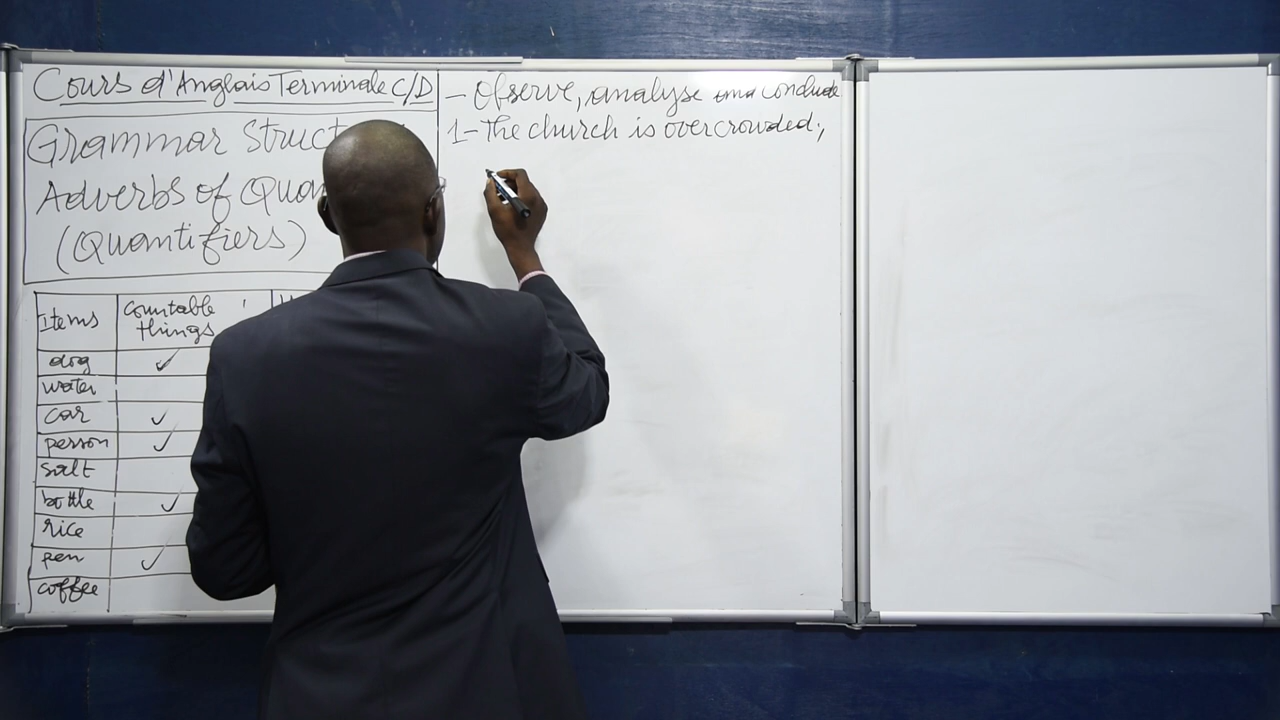 Cours d'Anglais Terminale C/D
Grammar Struct
Adverbs of Quan
(Quantifiers)
Items
Countable
things
dog ✓
water
car ✓
person ✓
salt
bottle ✓
rice
pen ✓
coffee
- Observe, analyse and conclude
1- The church is overcrowded;